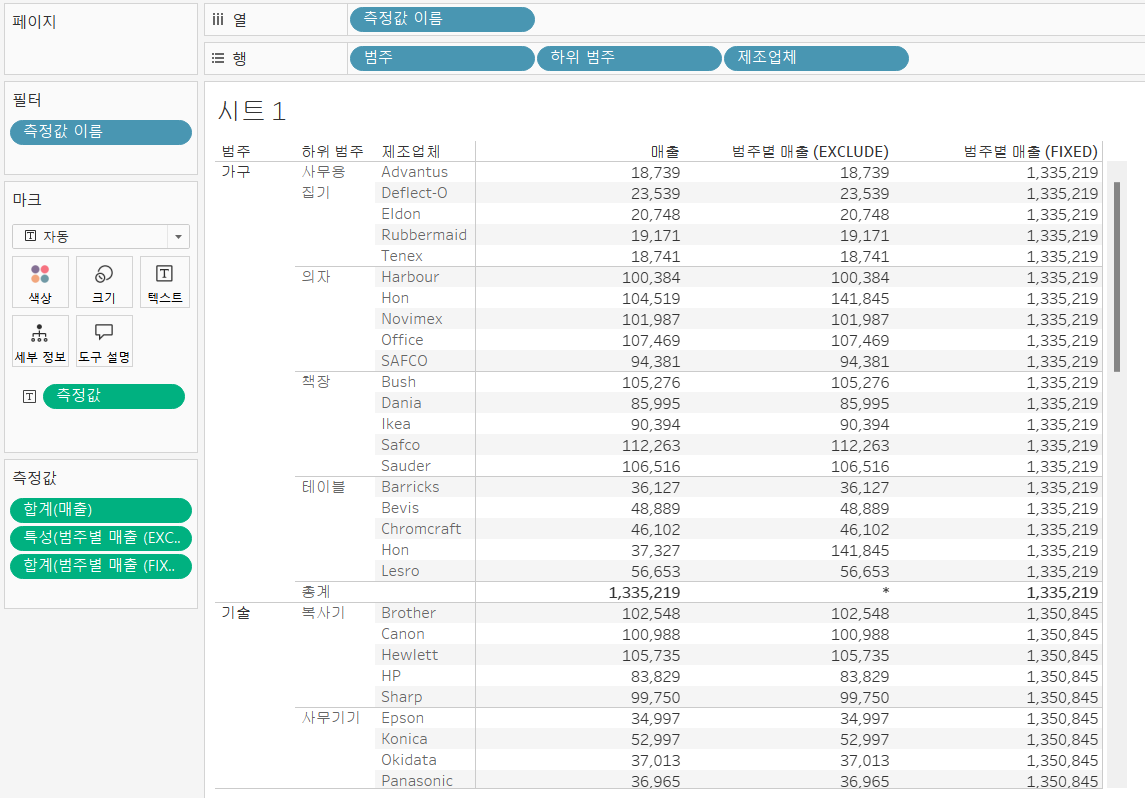 페이지
iii 열 측정값 이름
행 범주 하위 범주 제조업체
필터
측정값 이름
마크
자동
색상 크기 텍스트
세부 정보 도구 설명
측정값
측정값
합계(매출)
특성(범주별 매출 (EXC..
합계(범주별 매출 (FIX..
시트 1
범주 하위 범주 제조업체 매출 범주별 매출 (EXCLUDE) 범주별 매출 (FIXED)
가구 사무용 Advantus 18,739 18,739 1,335,219
집기 Deflect-O 23,539 23,539 1,335,219
Eldon 20,748 20,748 1,335,219
Rubbermaid 19,171 19,171 1,335,219
Tenex 18,741 18,741 1,335,219
의자 Harbour 100,384 100,384 1,335,219
Hon 104,519 141,845 1,335,219
Novimex 101,987 101,987 1,335,219
Office 107,469 107,469 1,335,219
SAFCO 94,381 94,381 1,335,219
책장 Bush 105,276 105,276 1,335,219
Dania 85,995 85,995 1,335,219
Ikea 90,394 90,394 1,335,219
Safco 112,263 112,263 1,335,219
Sauder 106,516 106,516 1,335,219
테이블 Barricks 36,127 36,127 1,335,219
Bevis 48,889 48,889 1,335,219
Chromcraft 46,102 46,102 1,335,219
Hon 37,327 141,845 1,335,219
Lesro 56,653 56,653 1,335,219
총계 1,335,219 * 1,335,219
기술 복사기 Brother 102,548 102,548 1,350,845
Canon 100,988 100,988 1,350,845
Hewlett 105,735 105,735 1,350,845
HP 83,829 83,829 1,350,845
Sharp 99,750 99,750 1,350,845
사무기기 Epson 34,997 34,997 1,350,845
Konica 52,997 52,997 1,350,845
Okidata 37,013 37,013 1,350,845
Panasonic 36,965 36,965 1,350,845